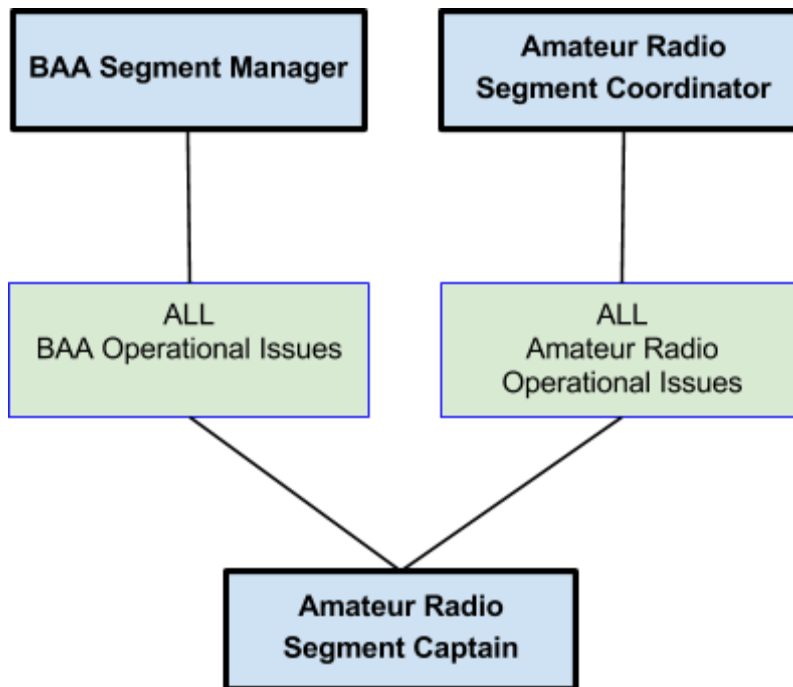 BAA Segment Manager
Amateur Radio
Segment Coordinator
ALL
BAA Operational Issues
ALL
Amateur Radio
Operational Issues
Amateur Radio
Segment Captain